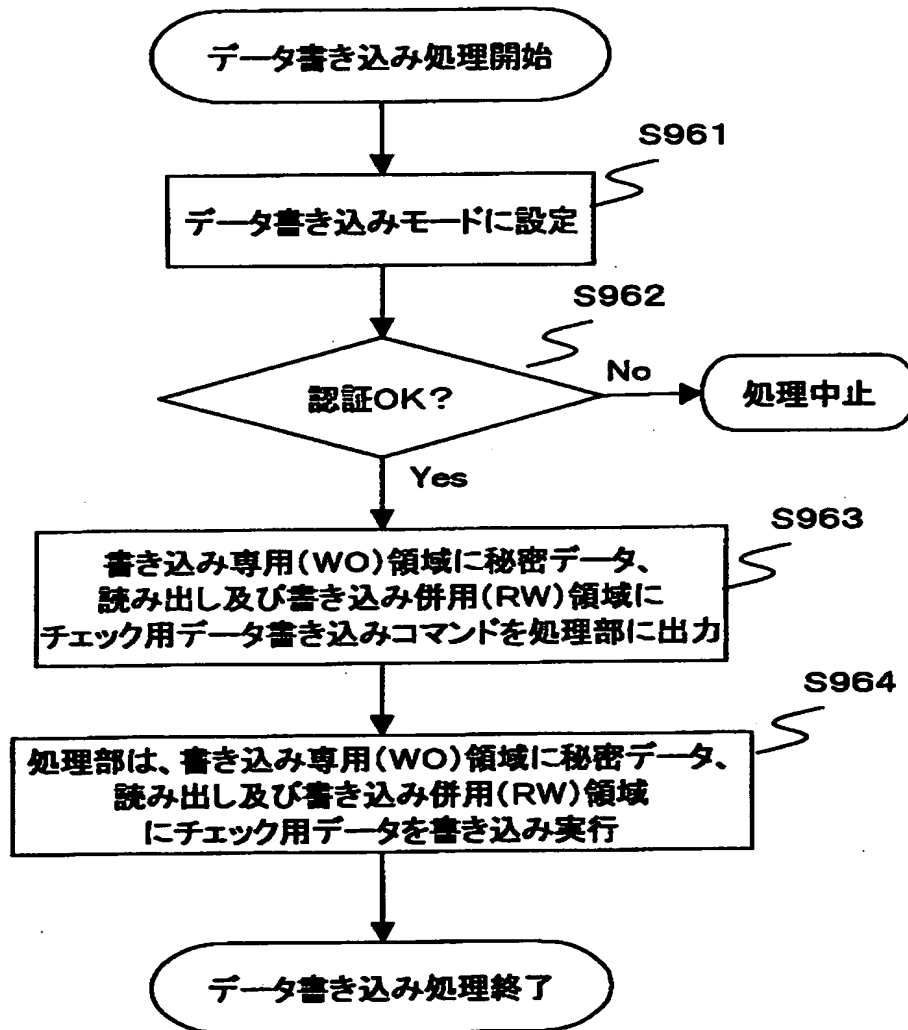 データ書き込み処理開始
S961
データ書き込みモードに設定
S962
認証OK?
No
処理中止
Yes
S963
書き込み専用(WO)領域に秘密データ、
読み出し及び書き込み併用(RW)領域に
チェック用データ書き込みコマンドを処理部に出力
S964
処理部は、書き込み専用(WO)領域に秘密データ、
読み出し及び書き込み併用(RW)領域
にチェック用データを書き込み実行
データ書き込み処理終了